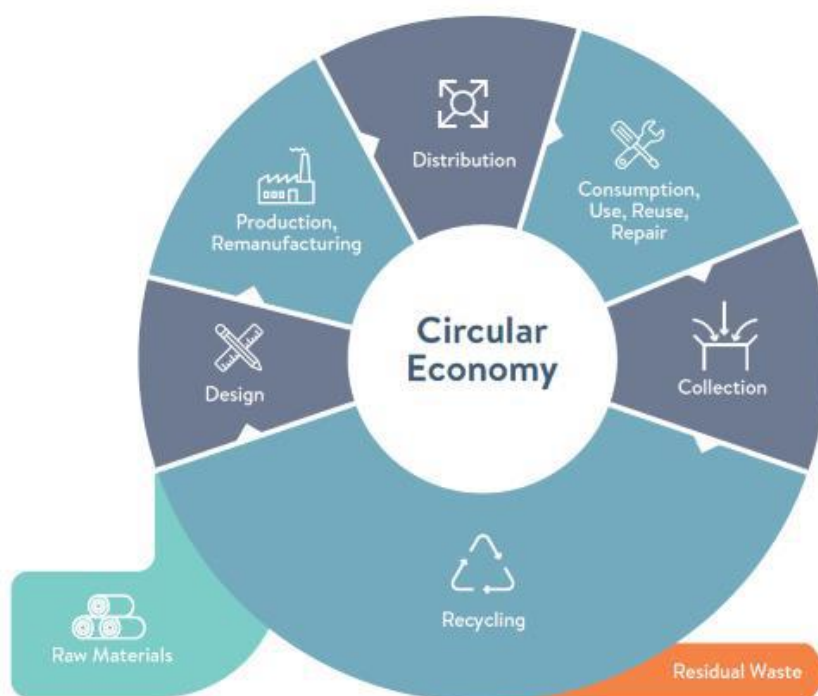 Distribution
Consumption,
Use, Reuse,
Repair
Production,
Remanufacturing
Circular
Economy
Design
Collection
Recycling
Raw Materials
Residual Waste